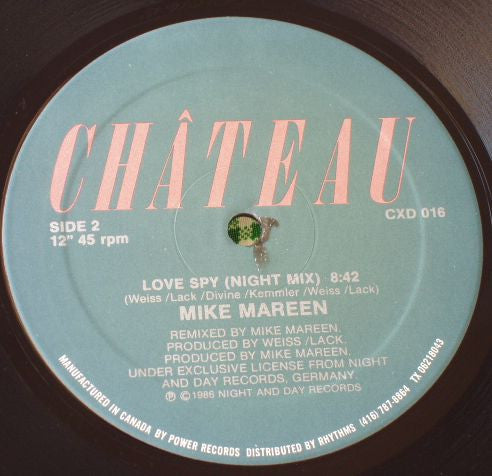 CHÂTEAU
SIDE 2
12" 45 rpm
CXD 016
LOVE SPY (NIGHT MIX) 8:42
(Weiss /Lack /Divine /Kemmler /Weiss /Lack)
MIKE MAREEN
REMIXED BY MIKE MAREEN.
PRODUCED BY WEISS /LACK.
PRODUCED BY MIKE MAREEN.
UNDER EXCLUSIVE LICENSE FROM NIGHT
AND DAY RECORDS, GERMANY.
℗ © 1986 NIGHT AND DAY RECORDS
MANUFACTURED IN CANADA BY POWER RECORDS DISTRIBUTED BY RHYTHMS (416) 787-8864 TX 00218043